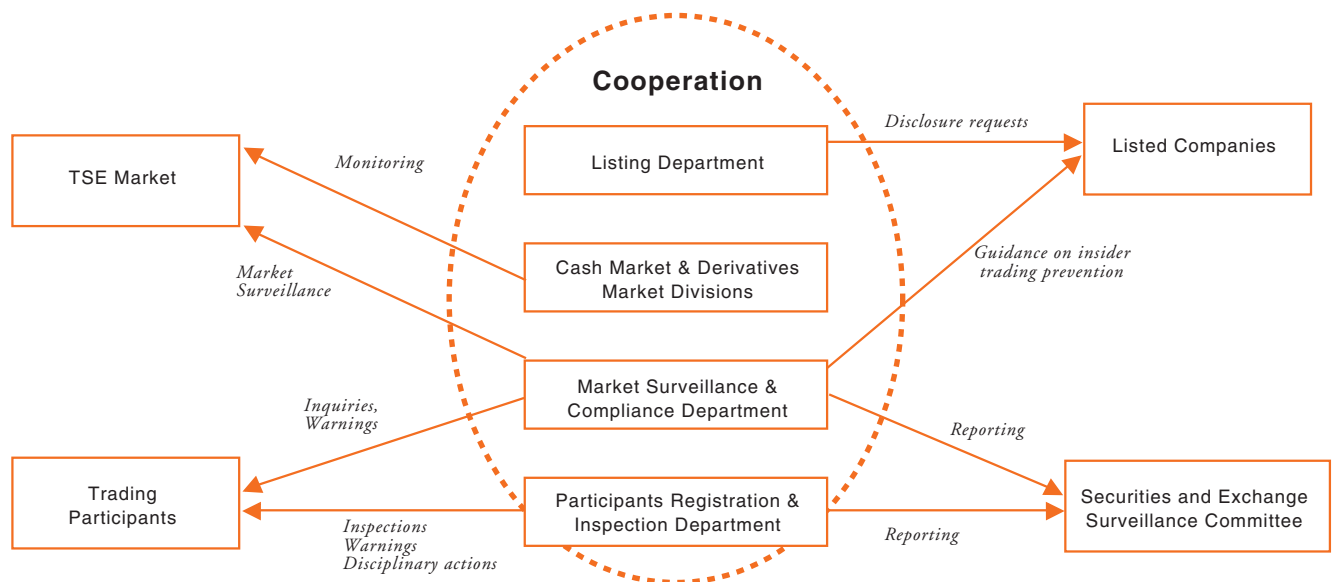 Cooperation
Disclosure requests
Listed Companies
TSE Market
Monitoring
Listing Department
Market
Surveillance
Cash Market & Derivatives
Market Divisions
Guidance on insider
trading prevention
Inquiries,
Warnings
Market Surveillance &
Compliance Department
Reporting
Trading
Participants
Participants Registration &
Inspection Department
Securities and Exchange
Surveillance Committee
Inspections
Warnings
Disciplinary actions
Reporting